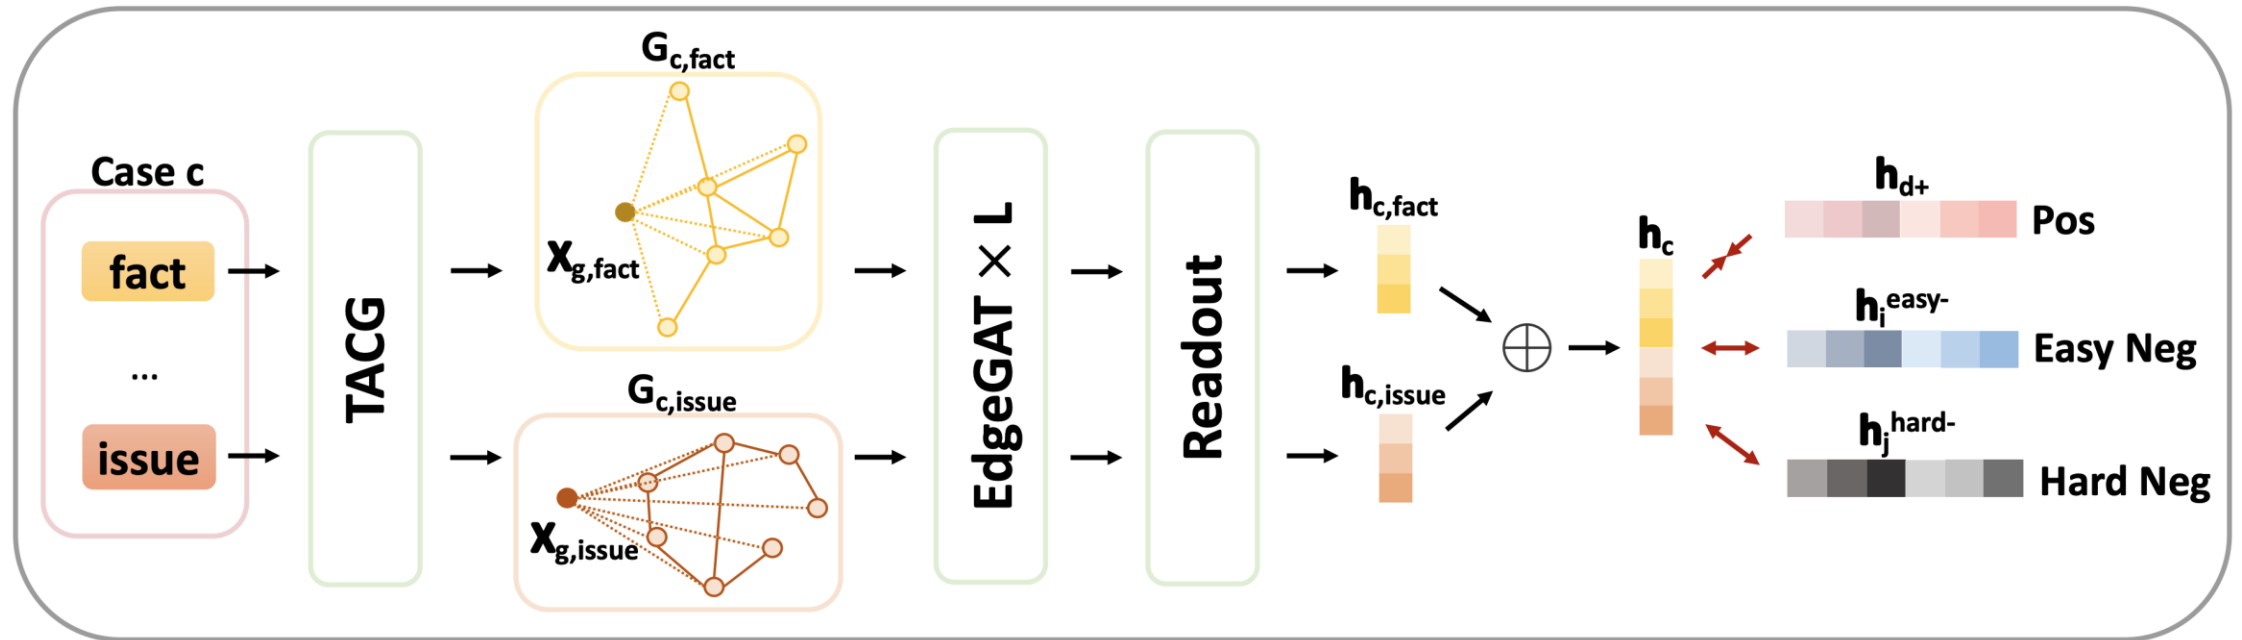 Case c
fact
...
issue
TACG
G_c,fact
X_g,fact
G_c,issue
X_g,issue
EdgeGAT × L
Readout
h_c,fact
h_c,issue
h_c
h_d+
Pos
h_i^easy-
Easy Neg
h_j^hard-
Hard Neg